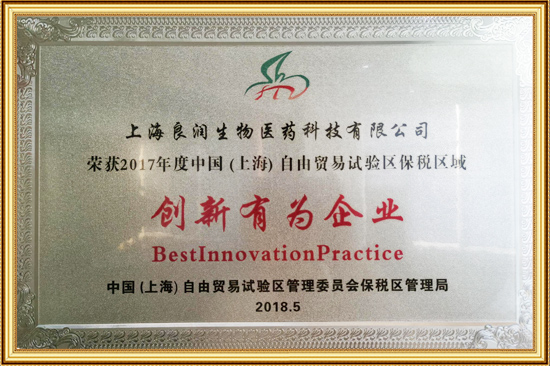 上海良润生物医药科技有限公司
荣获2017年度中国(上海)自由贸易试验区保税区域
创新有为企业
BestInnovationPractice
中国(上海)自由贸易试验区管理委员会保税区管理局
2018.5